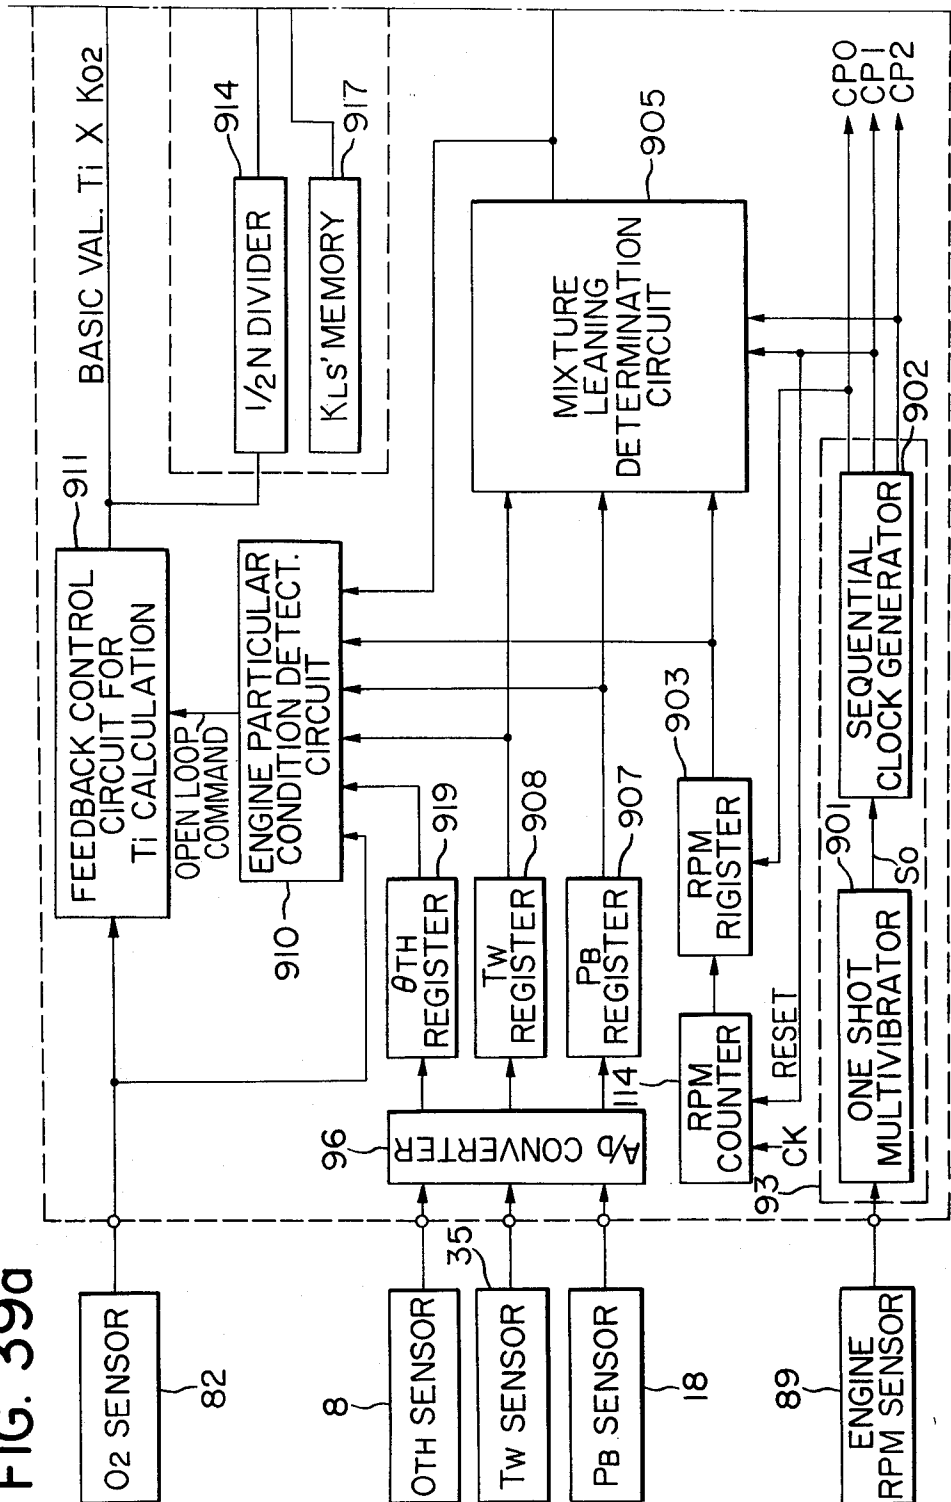 FIG. 39a
O2 SENSOR
82
8
OTH SENSOR
35
TW SENSOR
PB SENSOR
18
89
ENGINE
RPM SENSOR
FEEDBACK CONTROL
CIRCUIT FOR
Ti CALCULATION
911
BASIC VAL. Ti X KO2
OPEN LOOP
COMMAND
ENGINE PARTICULAR
CONDITION DETECT.
CIRCUIT
910
1/2N DIVIDER
914
KLS' MEMORY
917
96
A/D CONVERTER
θTH
REGISTER
919
TW
REGISTER
908
PB
REGISTER
907
114
RPM
COUNTER
CK
RESET
RPM
RIGISTER
903
MIXTURE
LEANING
DETERMINATION
CIRCUIT
905
93
ONE SHOT
MULTIVIBRATOR
901
SO
SEQUENTIAL
CLOCK GENERATOR
902
CP0
CP1
CP2